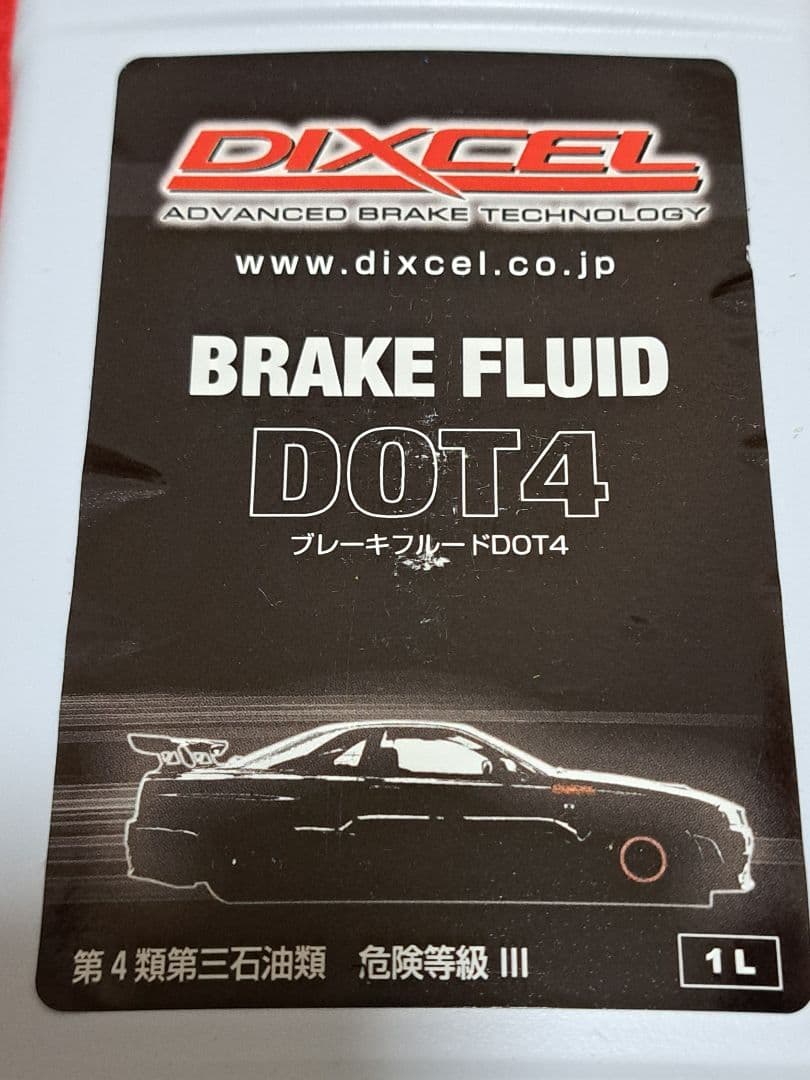 DIXCEL
ADVANCED BRAKE TECHNOLOGY
www.dixcel.co.jp
BRAKE FLUID
DOT4
ブレーキフルードDOT4
第4類第三石油類 危険等級 III
1L